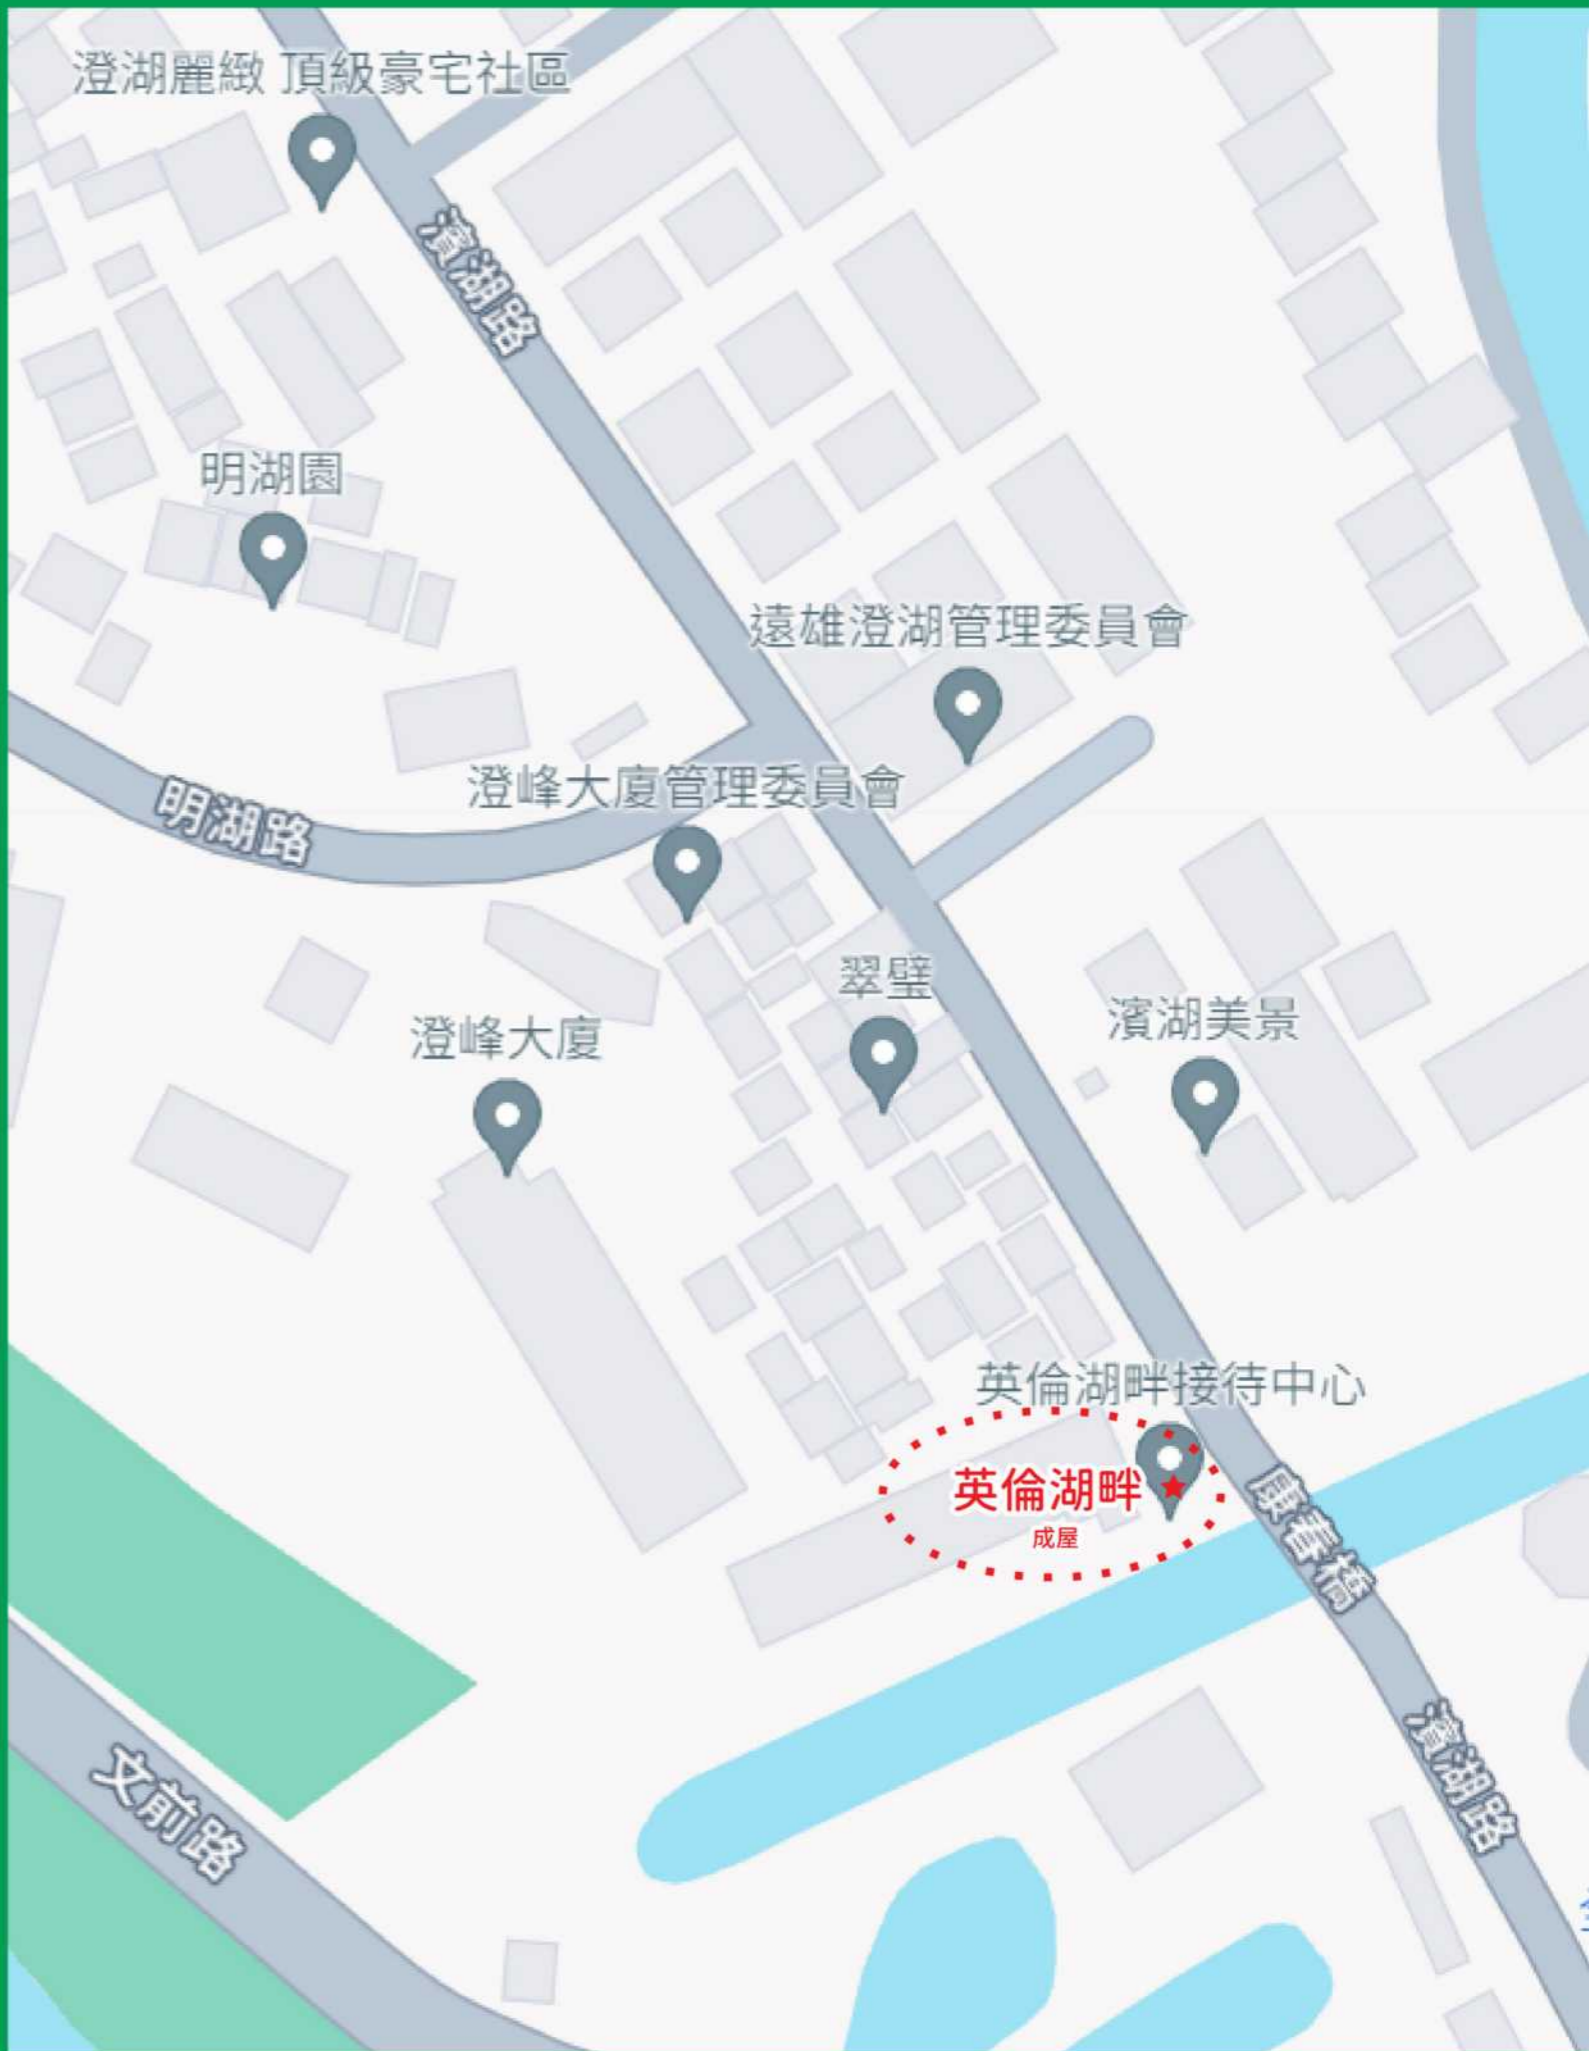 澄湖麗緻 頂級豪宅社區
濱湖路
明湖園
遠雄澄湖管理委員會
澄峰大廈管理委員會
明湖路
翠璧
濱湖美景
澄峰大廈
英倫湖畔接待中心
英倫湖畔
成屋
康春橋
濱湖路
文前路